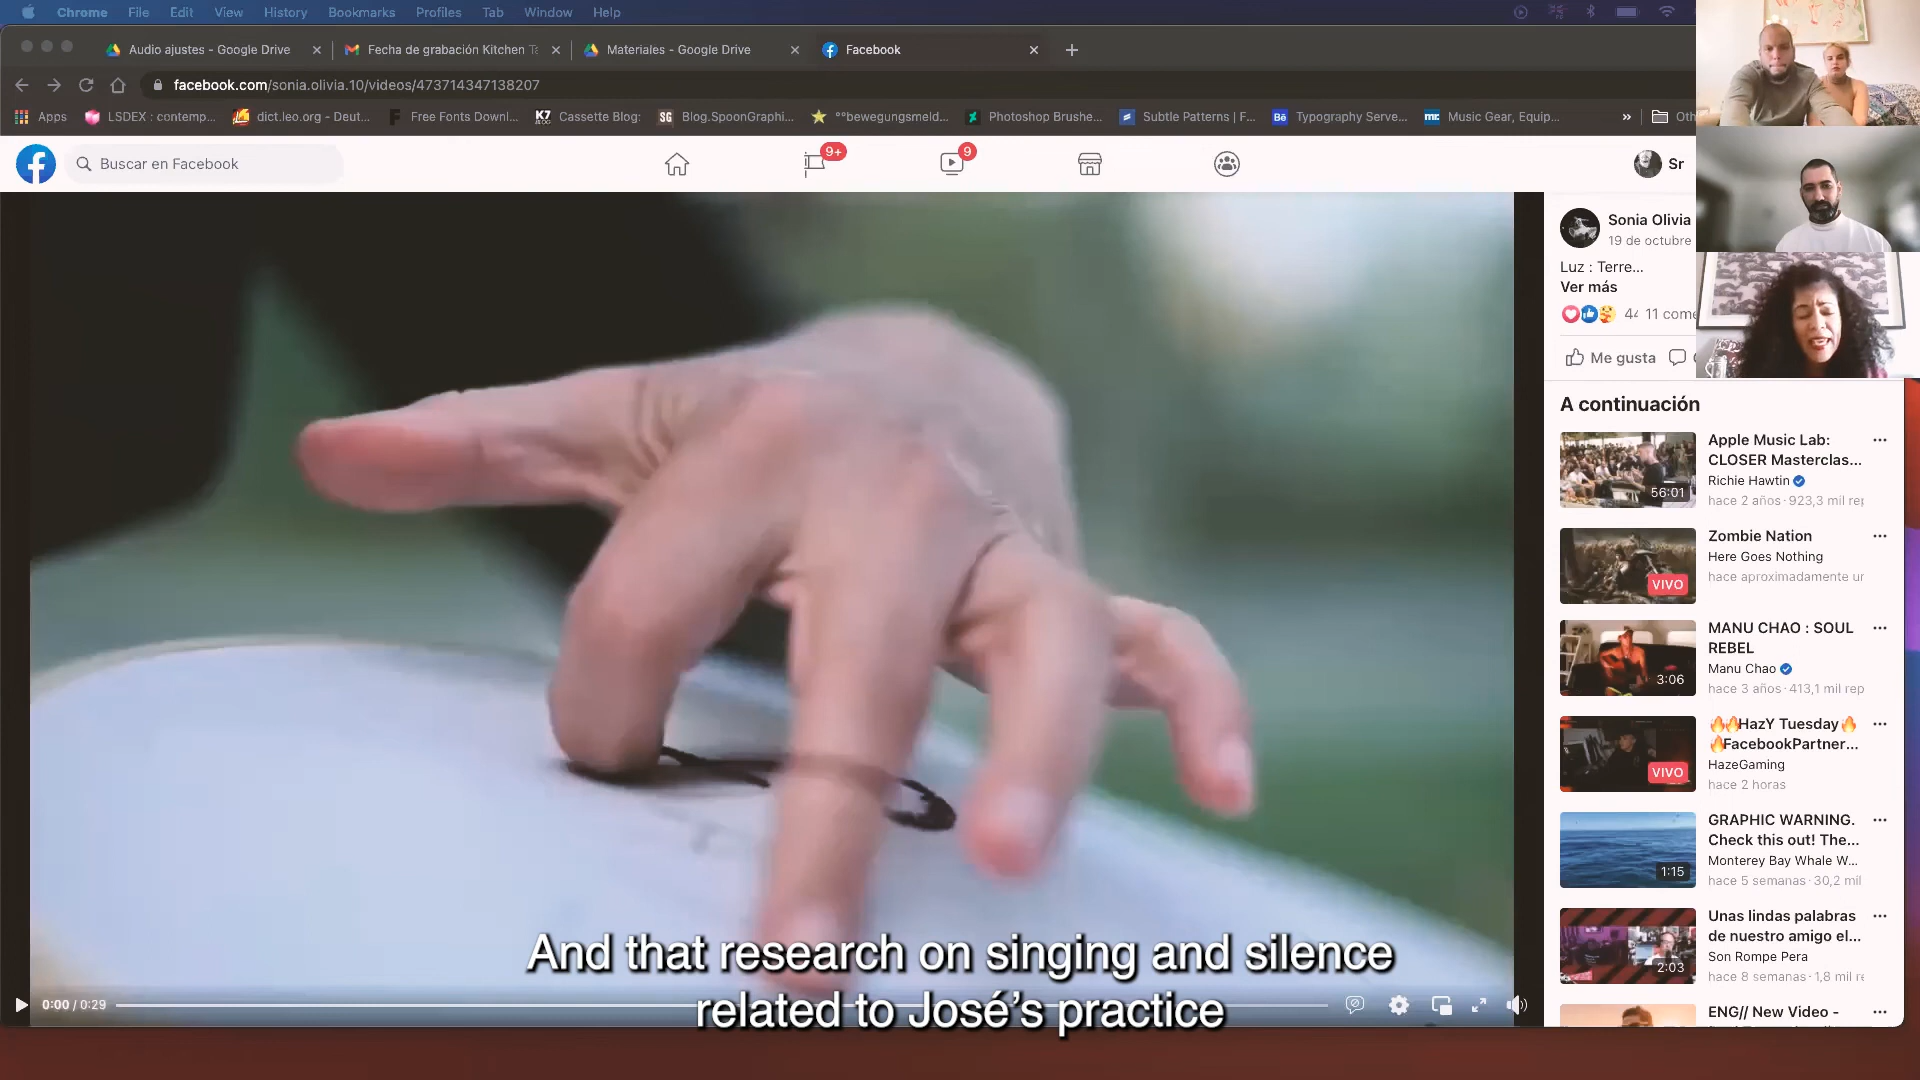 Chrome File Edit View History Bookmarks Profiles Tab Window Help
Audio ajustes - Google Drive
Fecha de grabación Kitchen Ta
Materiales - Google Drive
Facebook
facebook.com/sonia.olivia.10/videos/473714347138207
Apps
LSDEX : contemp...
dict.leo.org - Deut...
Free Fonts Downl...
Cassette Blog:
Blog.SpoonGraphi...
°°bewegungsmeld...
Photoshop Brushe...
Subtle Patterns | F...
Typography Serve...
Music Gear, Equip...
»
Oth
Buscar en Facebook
9+
9
Sr
Sonia Olivia
19 de octubre
Luz : Terre...
Ver más
44 11 come
Me gusta
A continuación
Apple Music Lab:
CLOSER Masterclas...
Richie Hawtin
hace 2 años · 923,3 mil rep
56:01
Zombie Nation
Here Goes Nothing
hace aproximadamente un
VIVO
MANU CHAO : SOUL
REBEL
Manu Chao
hace 3 años · 413,1 mil rep
3:06
HazY Tuesday
FacebookPartner...
HazeGaming
hace 2 horas
VIVO
GRAPHIC WARNING.
Check this out! The...
Monterey Bay Whale W...
hace 5 semanas · 30,2 mil
1:15
Unas lindas palabras
de nuestro amigo el...
Son Rompe Pera
hace 8 semanas · 1,8 mil re
2:03
ENG// New Video -
And that research on singing and silence
related to José’s practice
0:00 / 0:29